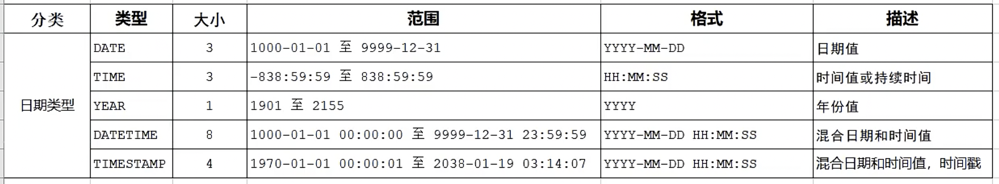 分类 类型 大小 范围 格式 描述
DATE 3 1000-01-01 至 9999-12-31 YYYY-MM-DD 日期值
TIME 3 -838:59:59 至 838:59:59 HH:MM:SS 时间值或持续时间
日期类型 YEAR 1 1901 至 2155 YYYY 年份值
DATETIME 8 1000-01-01 00:00:00 至 9999-12-31 23:59:59 YYYY-MM-DD HH:MM:SS 混合日期和时间值
TIMESTAMP 4 1970-01-01 00:00:01 至 2038-01-19 03:14:07 YYYY-MM-DD HH:MM:SS 混合日期和时间值，时间戳